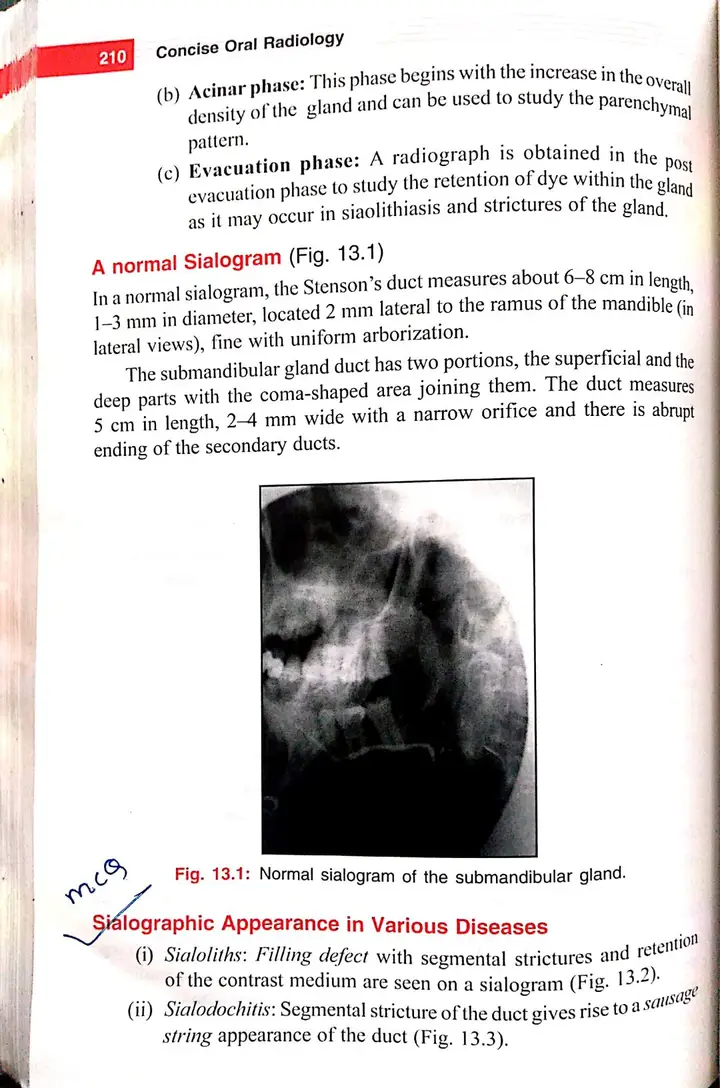 210 Concise Oral Radiology
(b) Acinar phase: This phase begins with the increase in the overall
density of the gland and can be used to study the parenchymal
pattern.
(c) Evacuation phase: A radiograph is obtained in the post
evacuation phase to study the retention of dye within the gland
as it may occur in siaolithiasis and strictures of the gland.
A normal Sialogram (Fig. 13.1)
In a normal sialogram, the Stenson's duct measures about 6–8 cm in length,
1–3 mm in diameter, located 2 mm lateral to the ramus of the mandible (in
lateral views), fine with uniform arborization.
The submandibular gland duct has two portions, the superficial and the
deep parts with the coma-shaped area joining them. The duct measures
5 cm in length, 2–4 mm wide with a narrow orifice and there is abrupt
ending of the secondary ducts.
Fig. 13.1: Normal sialogram of the submandibular gland.
mcq
Sialographic Appearance in Various Diseases
(i) Sialoliths: Filling defect with segmental strictures and retention
of the contrast medium are seen on a sialogram (Fig. 13.2).
(ii) Sialodochitis: Segmental stricture of the duct gives rise to a sausage
string appearance of the duct (Fig. 13.3).